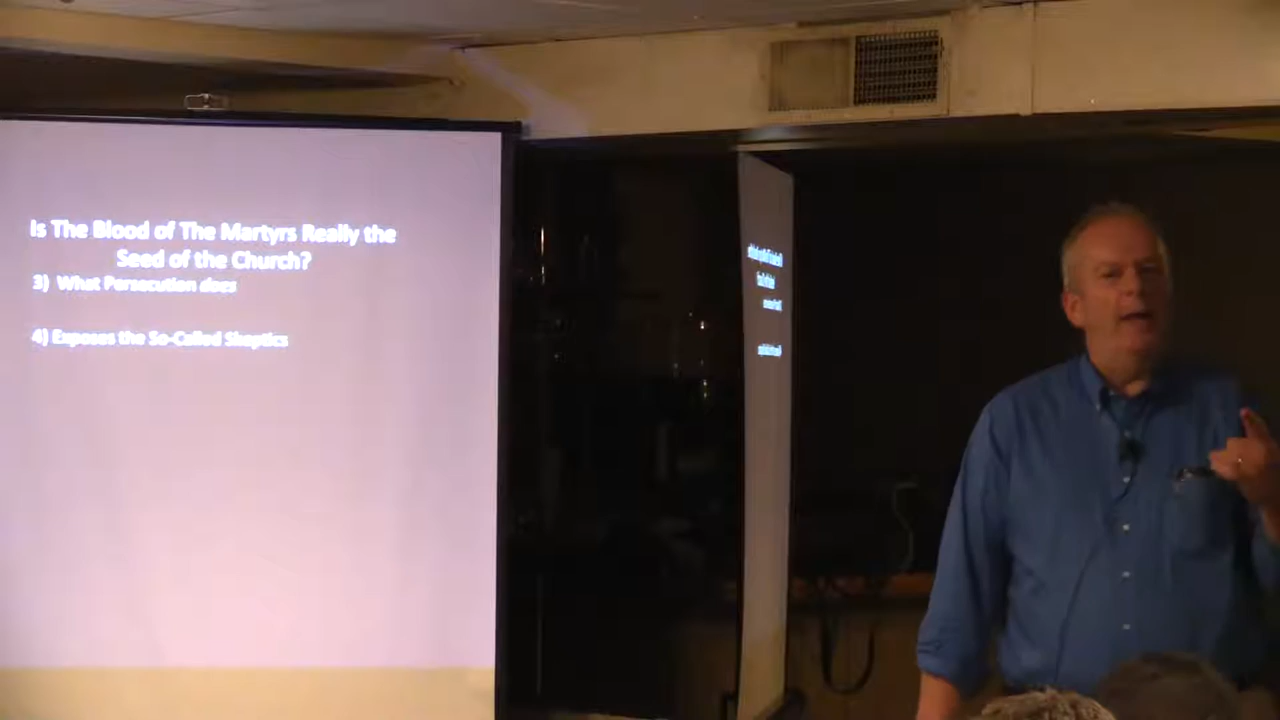 Is The Blood of The Martyrs Really the
Seed of the Church?
3) What Persecution does
4) Exposes the So-Called Skeptics